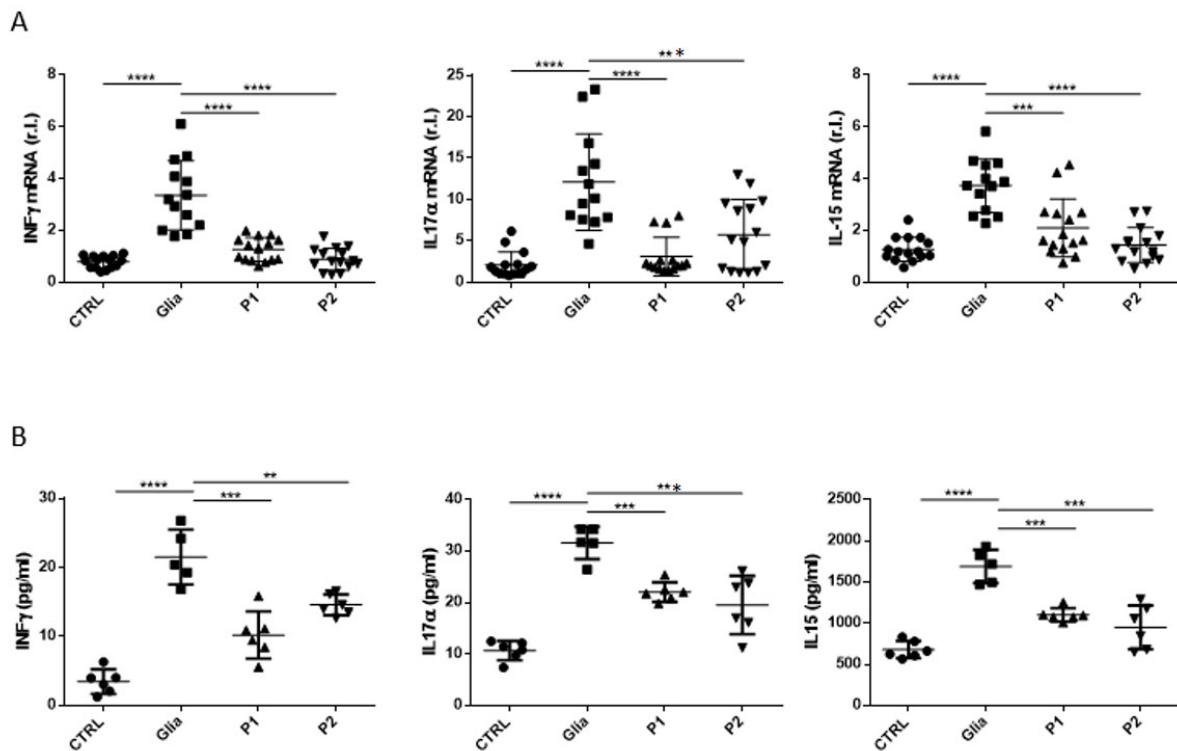 A
**** **** ****
INFγ mRNA (r.l.)
8
6
4
2
0
CTRL Glia P1 P2
**** *** ****
IL17α mRNA (r.l.)
25
20
15
10
5
0
CTRL Glia P1 P2
**** **** ***
IL-15 mRNA (r.l.)
8
6
4
2
0
CTRL Glia P1 P2
B
** **** ***
INFγ (pg/ml)
30
20
10
0
CTRL Glia P1 P2
*** **** ***
IL17α (pg/ml)
40
30
20
10
0
CTRL Glia P1 P2
**** *** ***
IL15 (pg/ml)
2500
2000
1500
1000
500
0
CTRL Glia P1 P2